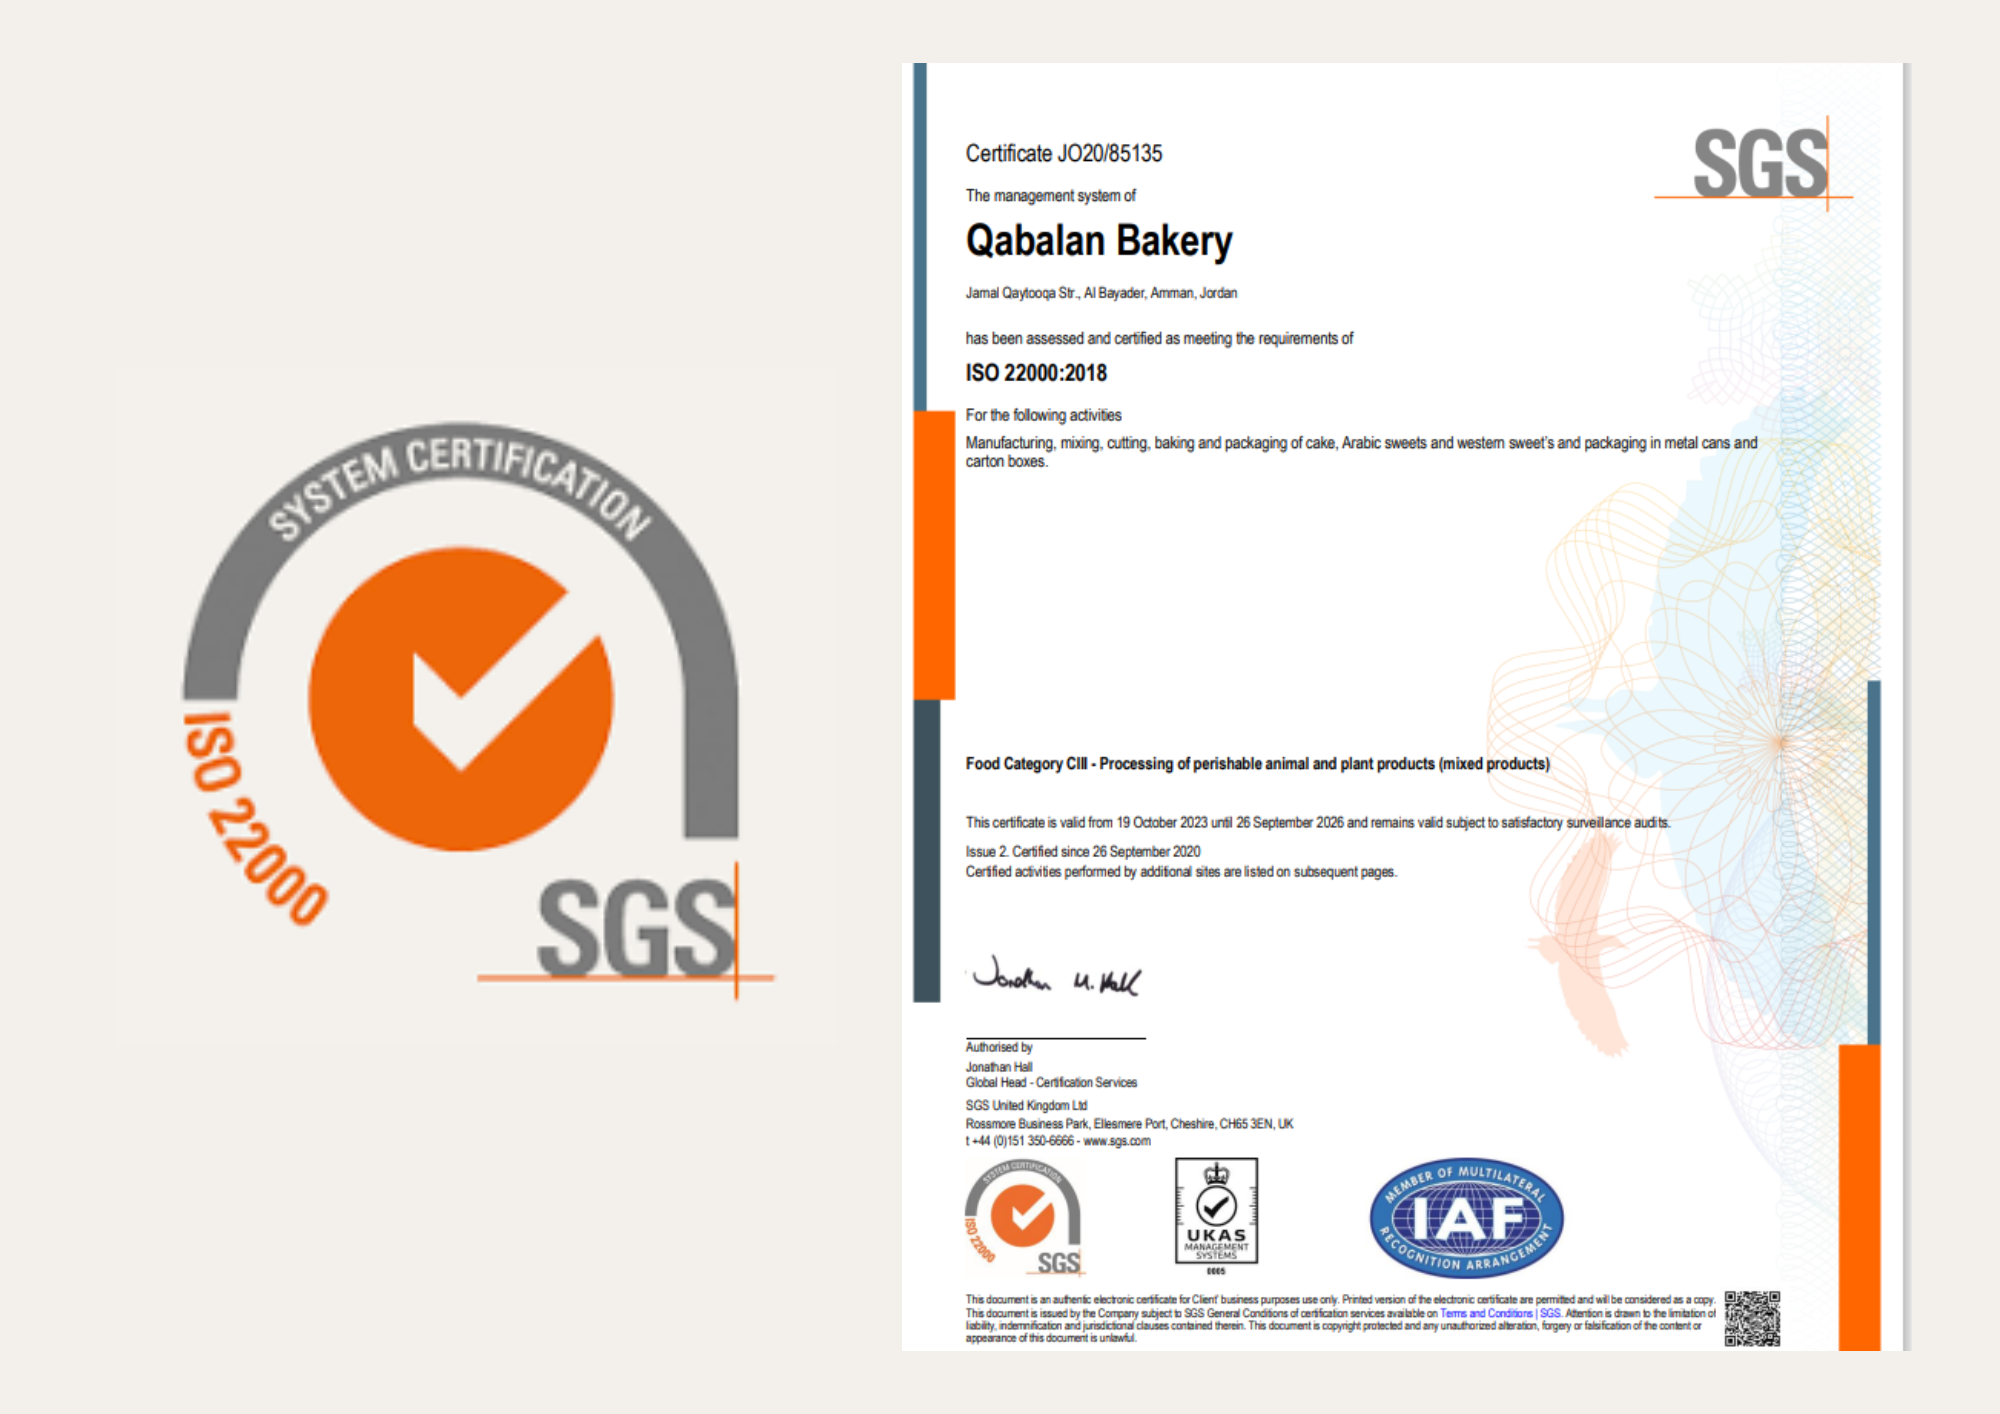 SYSTEM CERTIFICATION
ISO 22000
SGS
SGS
Certificate JO20/85135
The management system of
Qabalan Bakery
Jamal Qaytooqa Str., Al Bayader, Amman, Jordan
has been assessed and certified as meeting the requirements of
ISO 22000:2018
For the following activities
Manufacturing, mixing, cutting, baking and packaging of cake, Arabic sweets and western sweet's and packaging in metal cans and
carton boxes.
Food Category CIII - Processing of perishable animal and plant products (mixed products)
This certificate is valid from 19 October 2023 until 26 September 2026 and remains valid subject to satisfactory surveillance audits.
Issue 2. Certified since 26 September 2020
Certified activities performed by additional sites are listed on subsequent pages.
Jonathan M. Hall
Authorised by
Jonathan Hall
Global Head - Certification Services
SGS United Kingdom Ltd
Rossmore Business Park, Ellesmere Port, Cheshire, CH65 3EN, UK
t +44 (0)151 350-6666 - www.sgs.com
SYSTEM CERTIFICATION
ISO 22000
SGS
UKAS
MANAGEMENT
SYSTEMS
0005
MEMBER OF MULTILATERAL
IAF
RECOGNITION ARRANGEMENT
This document is an authentic electronic certificate for Client' business purposes use only. Printed version of the electronic certificate are permitted and will be considered as a copy.
This document is issued by the Company subject to SGS General Conditions of certification services available on Terms and Conditions | SGS. Attention is drawn to the limitation of
liability, indemnification and jurisdictional clauses contained therein. This document is copyright protected and any unauthorized alteration, forgery or falsification of the content or
appearance of this document is unlawful.